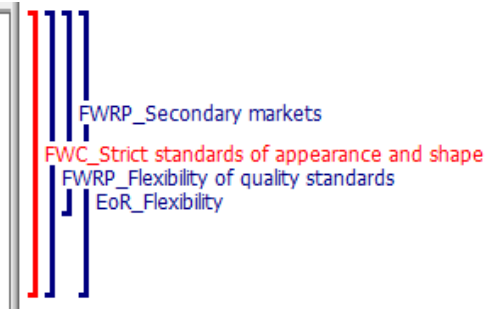 FWRP_Secondary markets
FWC_Strict standards of appearance and shape
FWRP_Flexibility of quality standards
EoR_Flexibility